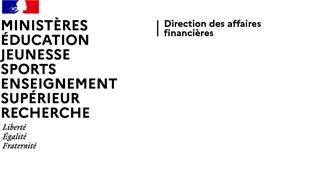 MINISTÈRES
ÉDUCATION
JEUNESSE
SPORTS
ENSEIGNEMENT
SUPÉRIEUR
RECHERCHE
Liberté
Égalité
Fraternité
Direction des affaires
financières